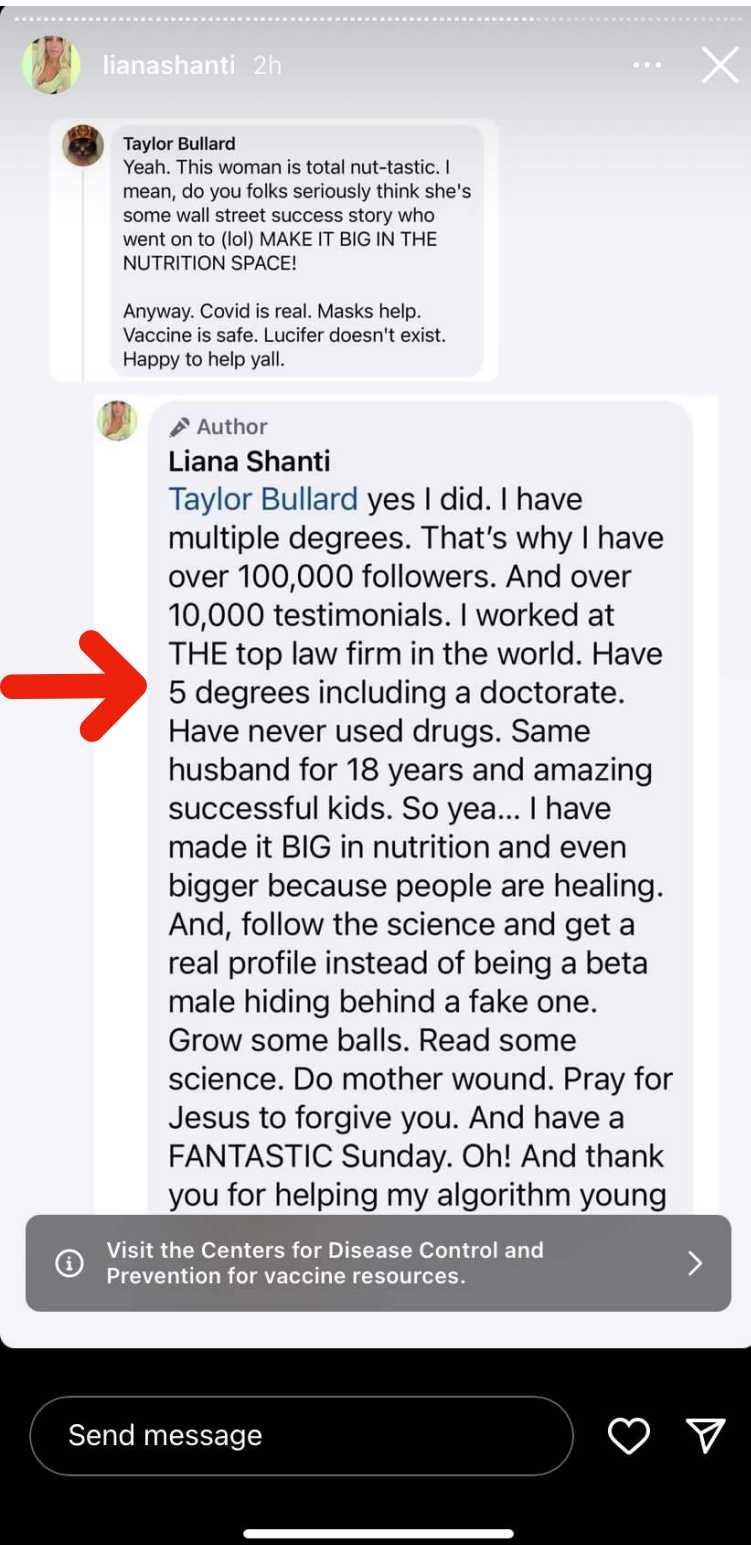 lianashanti 2h
Taylor Bullard
Yeah. This woman is total nut-tastic. I
mean, do you folks seriously think she's
some wall street success story who
went on to (lol) MAKE IT BIG IN THE
NUTRITION SPACE!
Anyway. Covid is real. Masks help.
Vaccine is safe. Lucifer doesn't exist.
Happy to help yall.
Author
Liana Shanti
Taylor Bullard yes I did. I have
multiple degrees. That’s why I have
over 100,000 followers. And over
10,000 testimonials. I worked at
THE top law firm in the world. Have
5 degrees including a doctorate.
Have never used drugs. Same
husband for 18 years and amazing
successful kids. So yea... I have
made it BIG in nutrition and even
bigger because people are healing.
And, follow the science and get a
real profile instead of being a beta
male hiding behind a fake one.
Grow some balls. Read some
science. Do mother wound. Pray for
Jesus to forgive you. And have a
FANTASTIC Sunday. Oh! And thank
you for helping my algorithm young
Visit the Centers for Disease Control and
Prevention for vaccine resources.
Send message